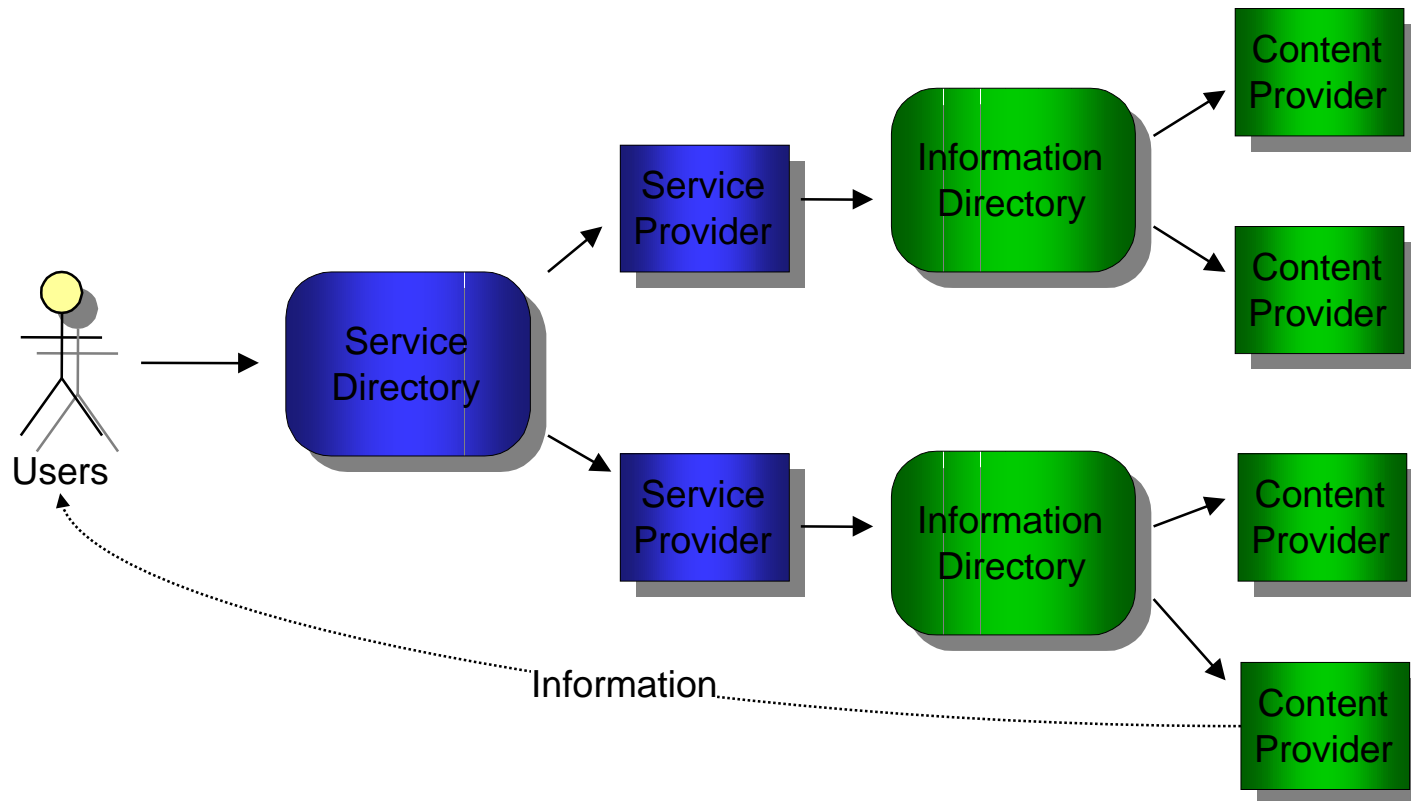 Content
Provider
Information
Directory
Service
Provider
Content
Provider
Service
Directory
Users
Service
Provider
Information
Directory
Content
Provider
Information
Content
Provider